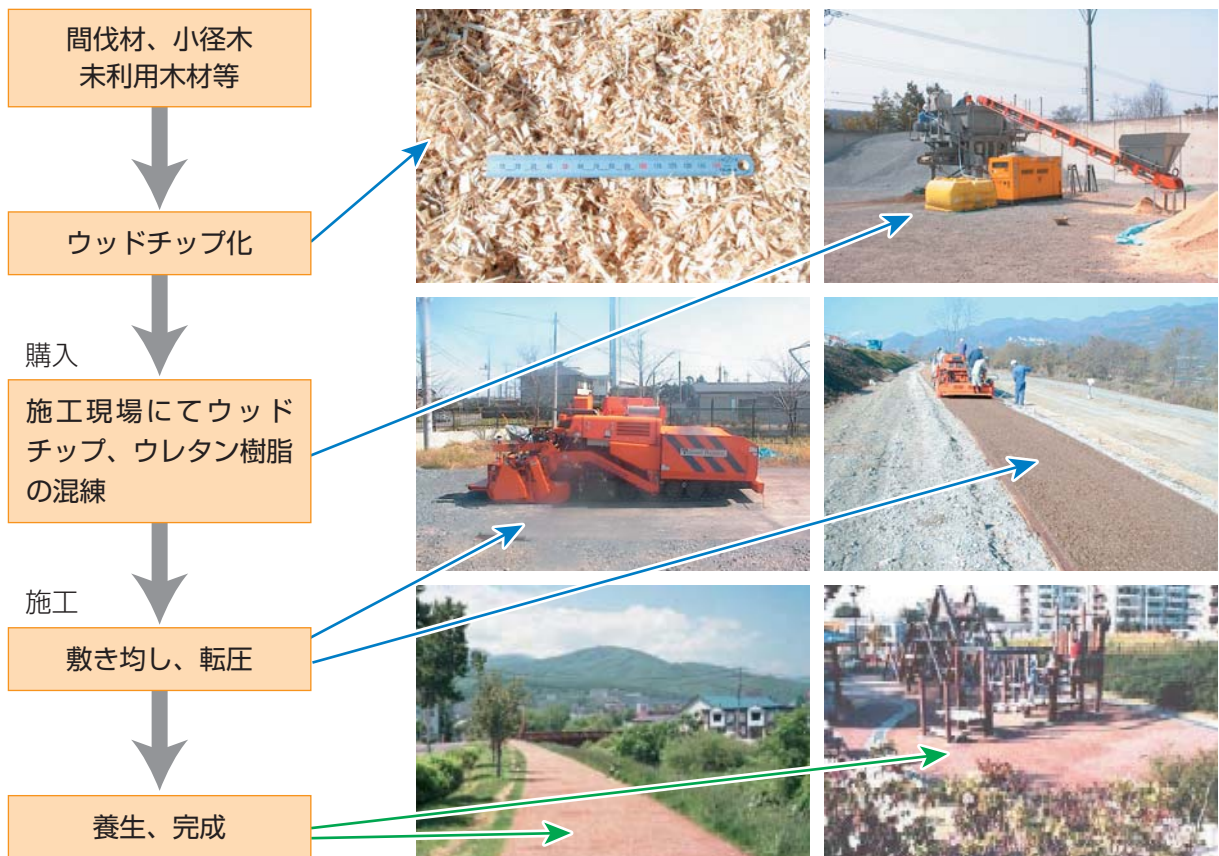 間伐材、小径木
未利用木材等
ウッドチップ化
購入
施工現場にてウッド
チップ、ウレタン樹脂
の混練
施工
敷き均し、転圧
養生、完成